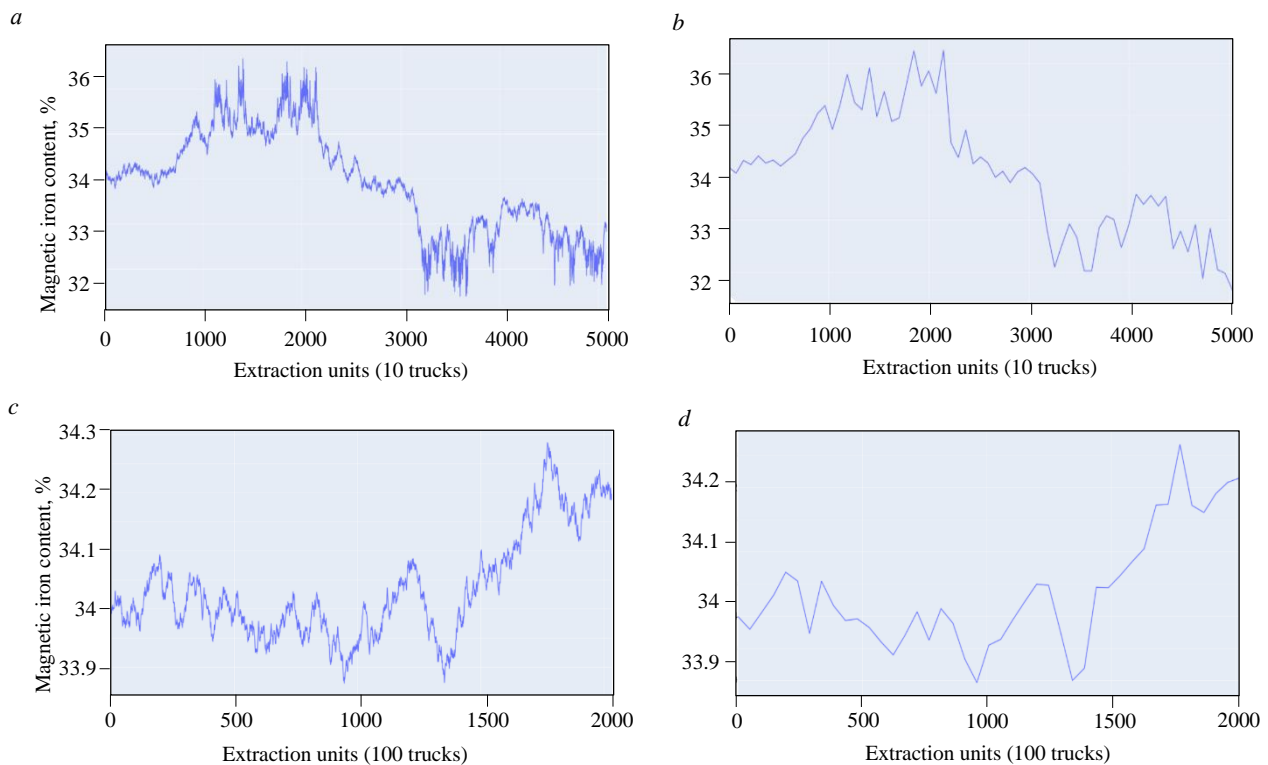 a
Magnetic iron content, %
36
35
34
33
32
0 1000 2000 3000 4000 5000
Extraction units (10 trucks)
b
36
35
34
33
32
0 1000 2000 3000 4000 5000
Extraction units (10 trucks)
c
Magnetic iron content, %
34.3
34.2
34.1
34
33.9
0 500 1000 1500 2000
Extraction units (100 trucks)
d
34.2
34.1
34
33.9
0 500 1000 1500 2000
Extraction units (100 trucks)